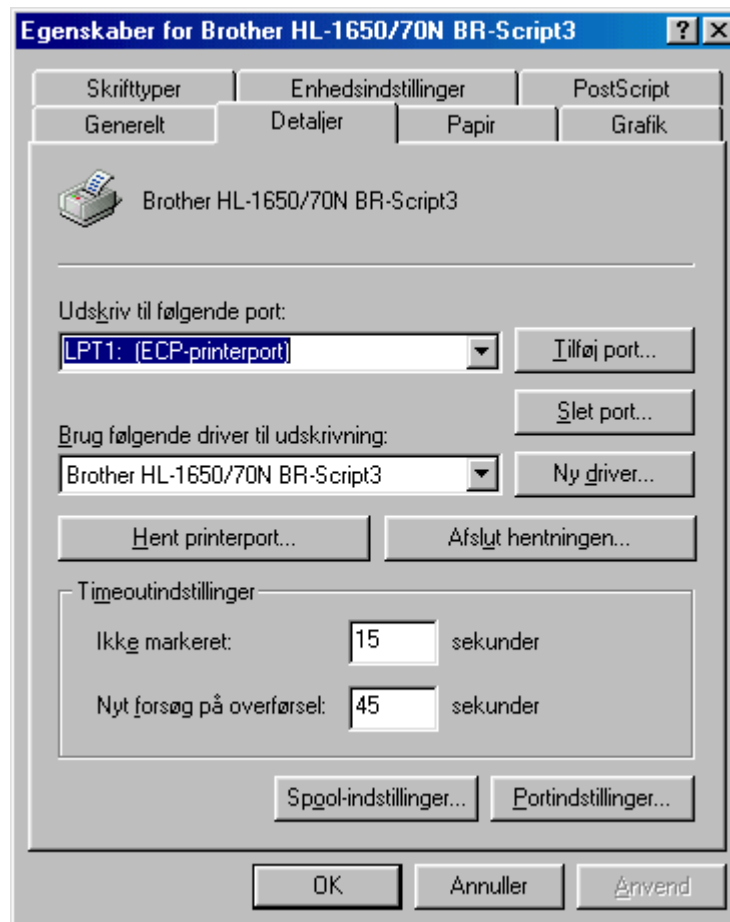 Egenskaber for Brother HL-1650/70N BR-Script3
Skrifttyper Enhedsindstillinger PostScript
Generelt Detaljer Papir Grafik
Brother HL-1650/70N BR-Script3
Udskriv til følgende port:
LPT1: (ECP-printerport) Tilføj port...
Slet port...
Brug følgende driver til udskrivning:
Brother HL-1650/70N BR-Script3 Ny driver...
Hent printerport... Afslut hentningen...
Timeoutindstillinger
Ikke markeret: 15 sekunder
Nyt forsøg på overførsel: 45 sekunder
Spool-indstillinger... Portindstillinger...
OK Annuller Anvend